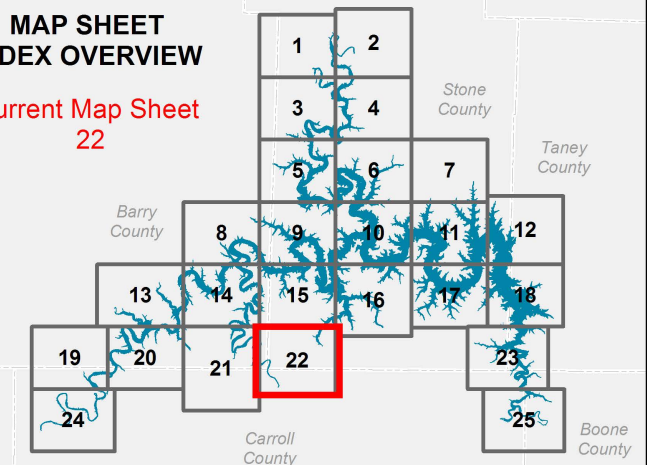 MAP SHEET
DEX OVERVIEW
urrent Map Sheet
22
1
2
3
4
Stone
County
5
6
7
Taney
County
Barry
County
8
9
10
11
12
13
14
15
16
17
18
19
20
21
22
23
24
25
Carroll
County
Boone
County